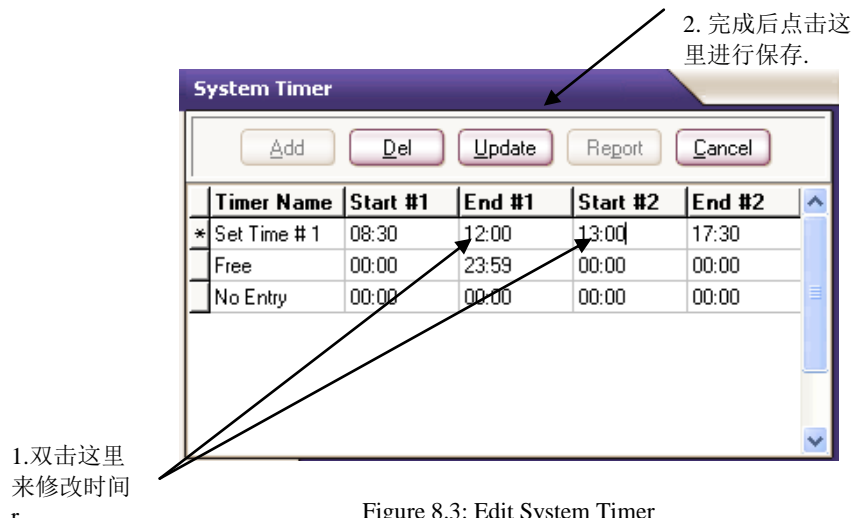 2. 完成后点击这
里进行保存.
System Timer
Add Del Update Report Cancel
Timer Name Start #1 End #1 Start #2 End #2
* Set Time # 1 08:30 12:00 13:00 17:30
Free 00:00 23:59 00:00 00:00
No Entry 00:00 00:00 00:00 00:00
1.双击这里
来修改时间
r
Figure 8.3: Edit System Timer